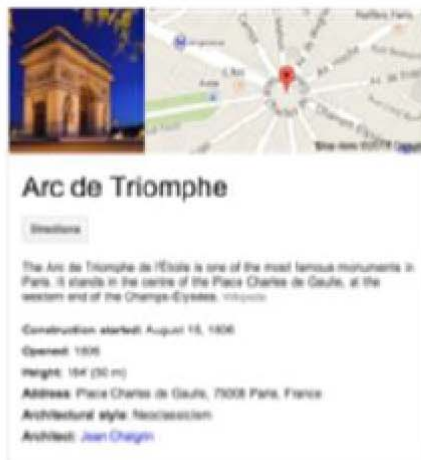 Arc de Triomphe
Directions
The Arc de Triomphe de l'Étoile is one of the most famous monuments in
Paris. It stands in the centre of the Place Charles de Gaulle, at the
western end of the Champs-Élysées. Wikipedia
Construction started: August 15, 1806
Opened: 1836
Height: 164' (50 m)
Address: Place Charles de Gaulle, 75008 Paris, France
Architectural style: Neoclassicism
Architect: Jean Chalgrin